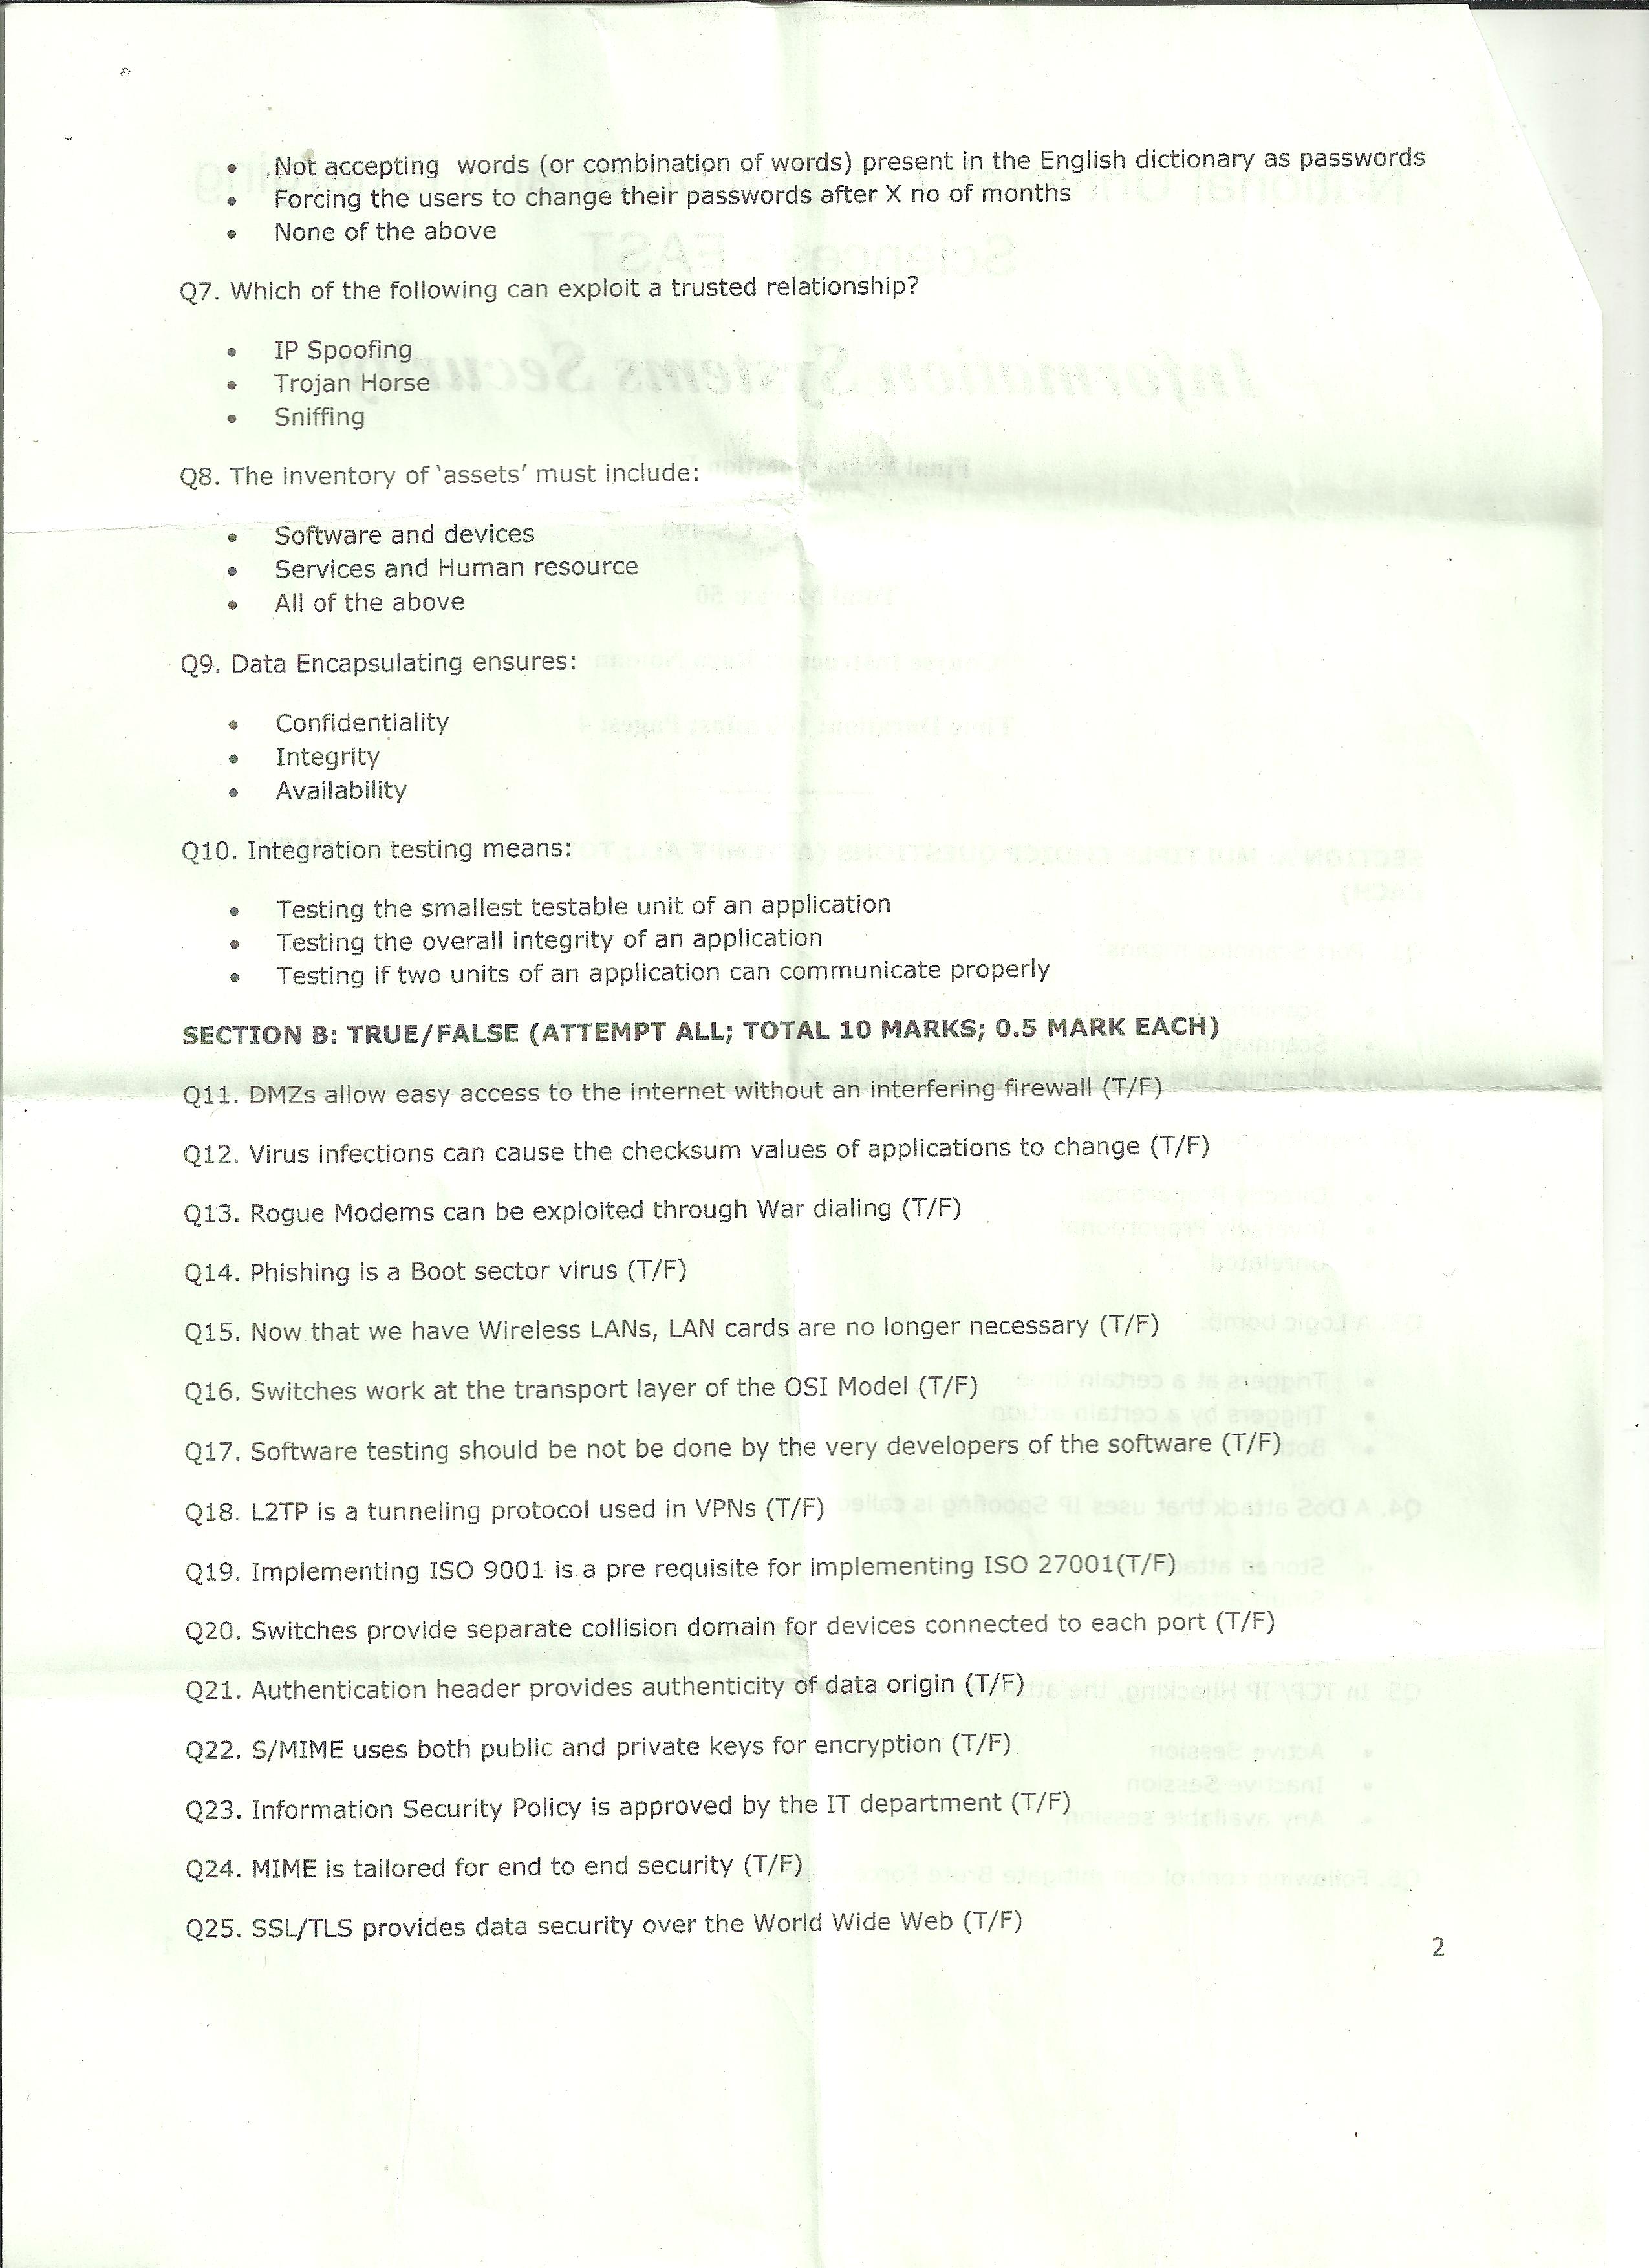 • Not accepting  words (or combination of words) present in the English dictionary as passwords
• Forcing the users to change their passwords after X no of months
• None of the above
Q7. Which of the following can exploit a trusted relationship?
• IP Spoofing
• Trojan Horse
• Sniffing
Q8. The inventory of ‘assets’ must include:
• Software and devices
• Services and Human resource
• All of the above
Q9. Data Encapsulating ensures:
• Confidentiality
• Integrity
• Availability
Q10. Integration testing means:
• Testing the smallest testable unit of an application
• Testing the overall integrity of an application
• Testing if two units of an application can communicate properly
SECTION B: TRUE/FALSE (ATTEMPT ALL; TOTAL 10 MARKS; 0.5 MARK EACH)
Q11. DMZs allow easy access to the internet without an interfering firewall (T/F)
Q12. Virus infections can cause the checksum values of applications to change (T/F)
Q13. Rogue Modems can be exploited through War dialing (T/F)
Q14. Phishing is a Boot sector virus (T/F)
Q15. Now that we have Wireless LANs, LAN cards are no longer necessary (T/F)
Q16. Switches work at the transport layer of the OSI Model (T/F)
Q17. Software testing should be not be done by the very developers of the software (T/F)
Q18. L2TP is a tunneling protocol used in VPNs (T/F)
Q19. Implementing ISO 9001 is a pre requisite for implementing ISO 27001(T/F)
Q20. Switches provide separate collision domain for devices connected to each port (T/F)
Q21. Authentication header provides authenticity of data origin (T/F)
Q22. S/MIME uses both public and private keys for encryption (T/F)
Q23. Information Security Policy is approved by the IT department (T/F)
Q24. MIME is tailored for end to end security (T/F)
Q25. SSL/TLS provides data security over the World Wide Web (T/F)
2